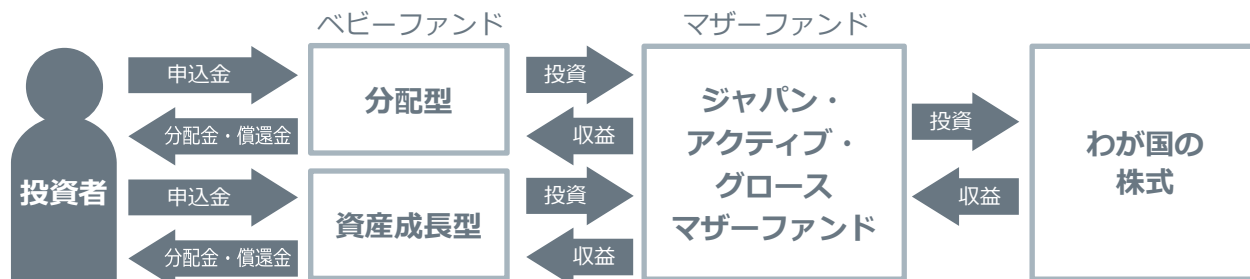 ベビーファンド
マザーファンド
申込金
分配型
投資
分配金・償還金
収益
投資者
申込金
資産成長型
投資
分配金・償還金
収益
ジャパン・
アクティブ・
グロース
マザーファンド
投資
収益
わが国の
株式